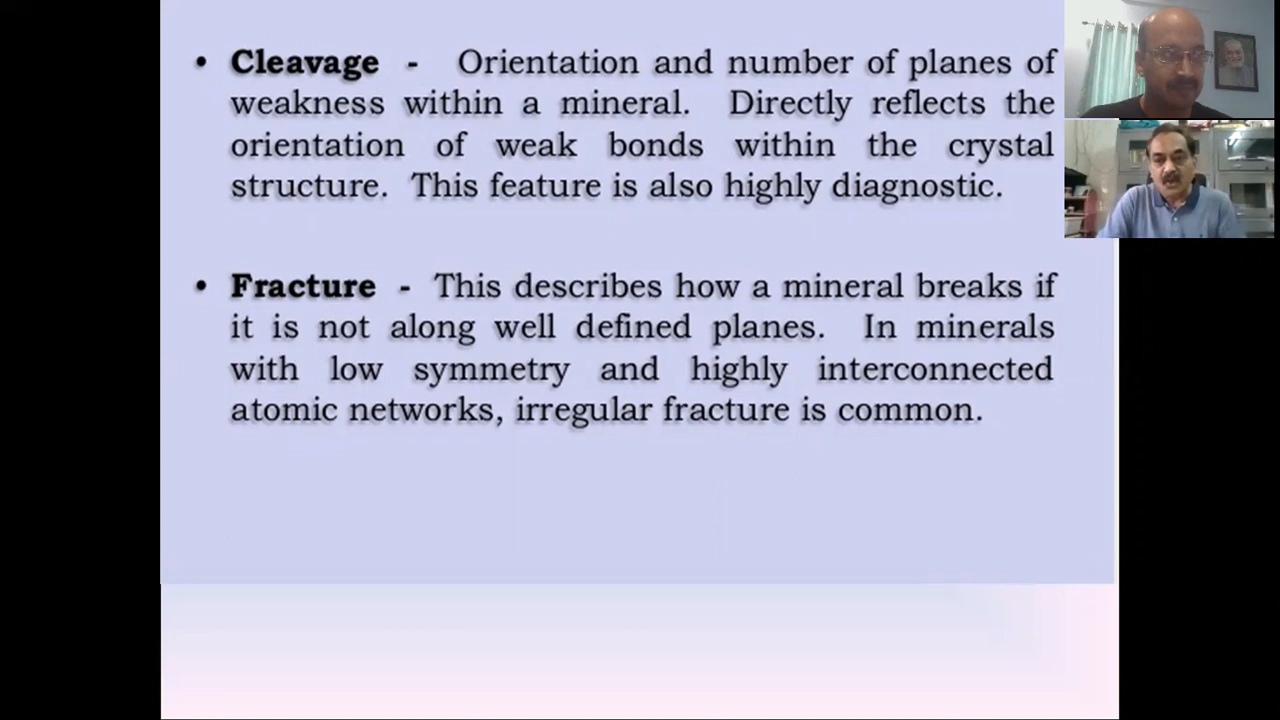 • Cleavage - Orientation and number of planes of
weakness within a mineral. Directly reflects the
orientation of weak bonds within the crystal
structure. This feature is also highly diagnostic.
• Fracture - This describes how a mineral breaks if
it is not along well defined planes. In minerals
with low symmetry and highly interconnected
atomic networks, irregular fracture is common.